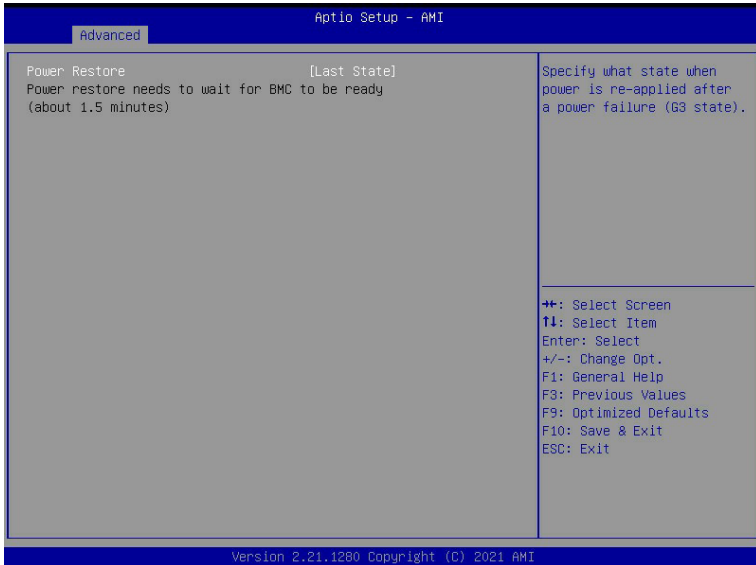 Aptio Setup – AMI
Advanced
Power Restore [Last State]
Power restore needs to wait for BMC to be ready
(about 1.5 minutes)
Specify what state when
power is re-applied after
a power failure (G3 state).
→←: Select Screen
↑↓: Select Item
Enter: Select
+/-: Change Opt.
F1: General Help
F3: Previous Values
F9: Optimized Defaults
F10: Save & Exit
ESC: Exit
Version 2.21.1280 Copyright (C) 2021 AMI